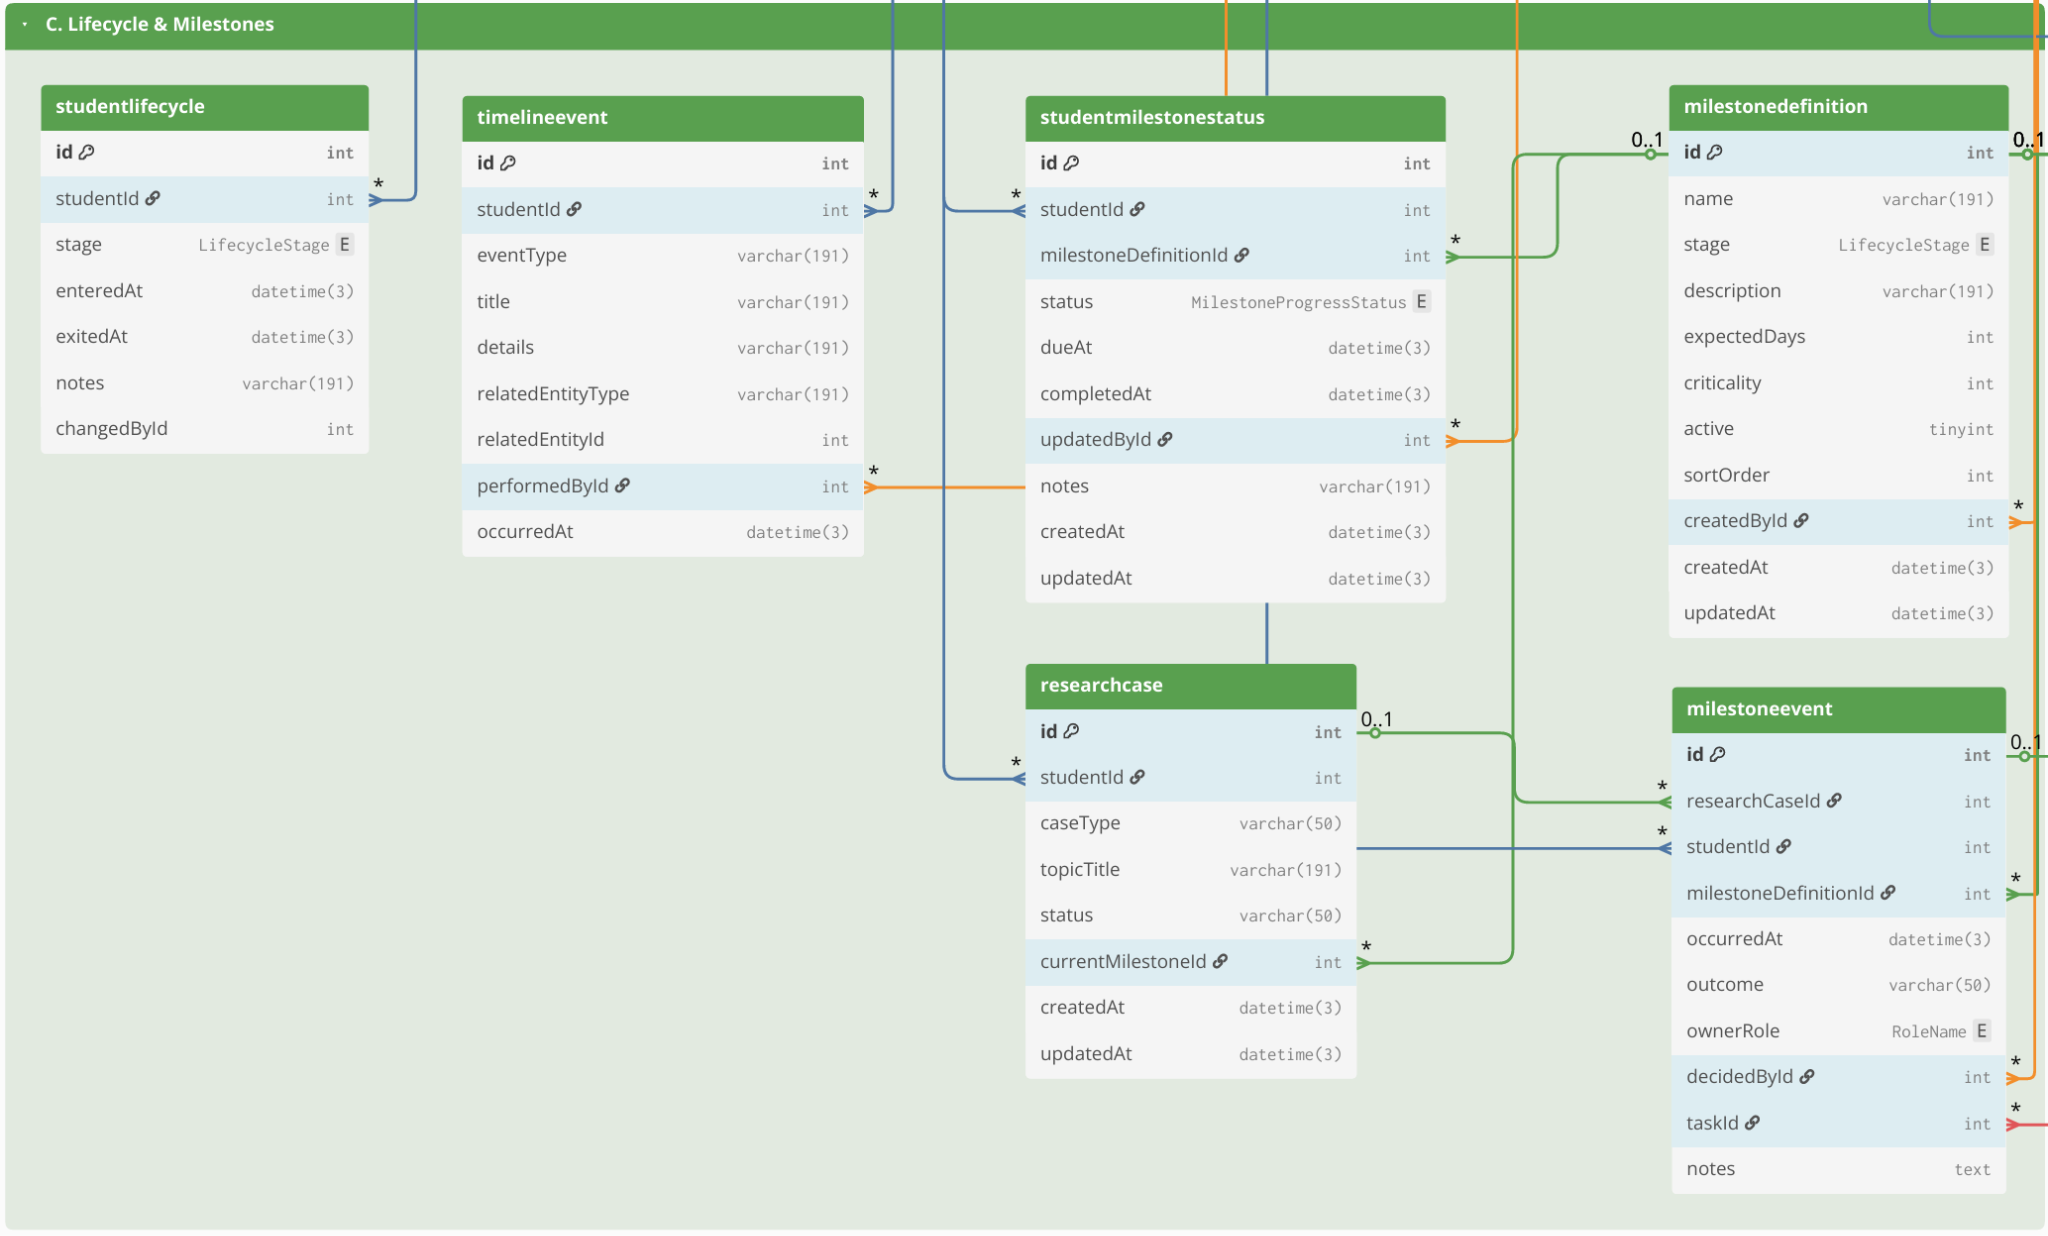 C. Lifecycle & Milestones
studentlifecycle
id int
studentId int *
stage LifecycleStage E
enteredAt datetime(3)
exitedAt datetime(3)
notes varchar(191)
changedById int
timelineevent
id int
studentId int *
eventType varchar(191)
title varchar(191)
details varchar(191)
relatedEntityType varchar(191)
relatedEntityId int
performedById int *
occurredAt datetime(3)
studentmilestonestatus
id int
* studentId int
milestoneDefinitionId int *
status MilestoneProgressStatus E
dueAt datetime(3)
completedAt datetime(3)
updatedById int *
notes varchar(191)
createdAt datetime(3)
updatedAt datetime(3)
milestonedefinition
0..1 id int 0..1
name varchar(191)
stage LifecycleStage E
description varchar(191)
expectedDays int
criticality int
active tinyint
sortOrder int
createdById int *
createdAt datetime(3)
updatedAt datetime(3)
researchcase
id int 0..1
* studentId int
caseType varchar(50)
topicTitle varchar(191)
status varchar(50)
currentMilestoneId int *
createdAt datetime(3)
updatedAt datetime(3)
milestoneevent
id int 0..1
* researchCaseId int
* studentId int
milestoneDefinitionId int *
occurredAt datetime(3)
outcome varchar(50)
ownerRole RoleName E
decidedById int *
taskId int *
notes text